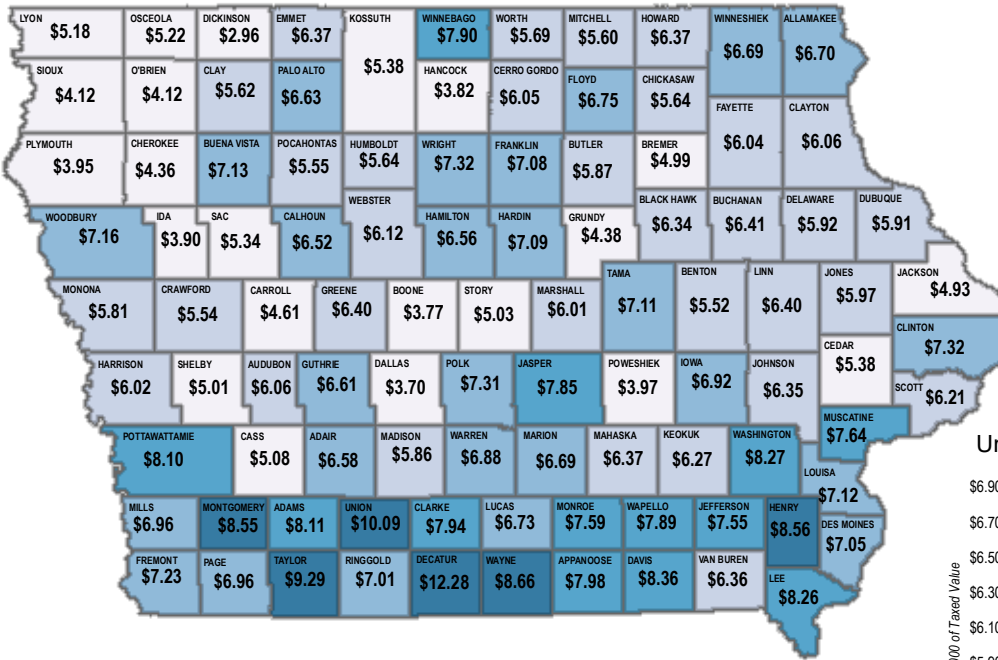 LYON
$5.18
OSCEOLA
$5.22
DICKINSON
$2.96
EMMET
$6.37
KOSSUTH
$5.38
WINNEBAGO
$7.90
WORTH
$5.69
MITCHELL
$5.60
HOWARD
$6.37
WINNESHIEK
$6.69
ALLAMAKEE
$6.70
SIOUX
$4.12
O'BRIEN
$4.12
CLAY
$5.62
PALO ALTO
$6.63
HANCOCK
$3.82
CERRO GORDO
$6.05
FLOYD
$6.75
CHICKASAW
$5.64
FAYETTE
$6.04
CLAYTON
$6.06
PLYMOUTH
$3.95
CHEROKEE
$4.36
BUENA VISTA
$7.13
POCAHONTAS
$5.55
HUMBOLDT
$5.64
WRIGHT
$7.32
FRANKLIN
$7.08
BUTLER
$5.87
BREMER
$4.99
WOODBURY
$7.16
IDA
$3.90
SAC
$5.34
CALHOUN
$6.52
WEBSTER
$6.12
HAMILTON
$6.56
HARDIN
$7.09
GRUNDY
$4.38
BLACK HAWK
$6.34
BUCHANAN
$6.41
DELAWARE
$5.92
DUBUQUE
$5.91
MONONA
$5.81
CRAWFORD
$5.54
CARROLL
$4.61
GREENE
$6.40
BOONE
$3.77
STORY
$5.03
MARSHALL
$6.01
TAMA
$7.11
BENTON
$5.52
LINN
$6.40
JONES
$5.97
JACKSON
$4.93
CLINTON
$7.32
HARRISON
$6.02
SHELBY
$5.01
AUDUBON
$6.06
GUTHRIE
$6.61
DALLAS
$3.70
POLK
$7.31
JASPER
$7.85
POWESHIEK
$3.97
IOWA
$6.92
JOHNSON
$6.35
CEDAR
$5.38
SCOTT
$6.21
MUSCATINE
$7.64
POTTAWATTAMIE
$8.10
CASS
$5.08
ADAIR
$6.58
MADISON
$5.86
WARREN
$6.88
MARION
$6.69
MAHASKA
$6.37
KEOKUK
$6.27
WASHINGTON
$8.27
LOUISA
$7.12
MILLS
$6.96
MONTGOMERY
$8.55
ADAMS
$8.11
UNION
$10.09
CLARKE
$7.94
LUCAS
$6.73
MONROE
$7.59
WAPELLO
$7.89
JEFFERSON
$7.55
HENRY
$8.56
DES MOINES
$7.05
FREMONT
$7.23
PAGE
$6.96
TAYLOR
$9.29
RINGGOLD
$7.01
DECATUR
$12.28
WAYNE
$8.66
APPANOOSE
$7.98
DAVIS
$8.36
VAN BUREN
$6.36
LEE
$8.26
Un
$6.90
$6.70
$6.50
$6.30
$6.10
000 of Taxed Value